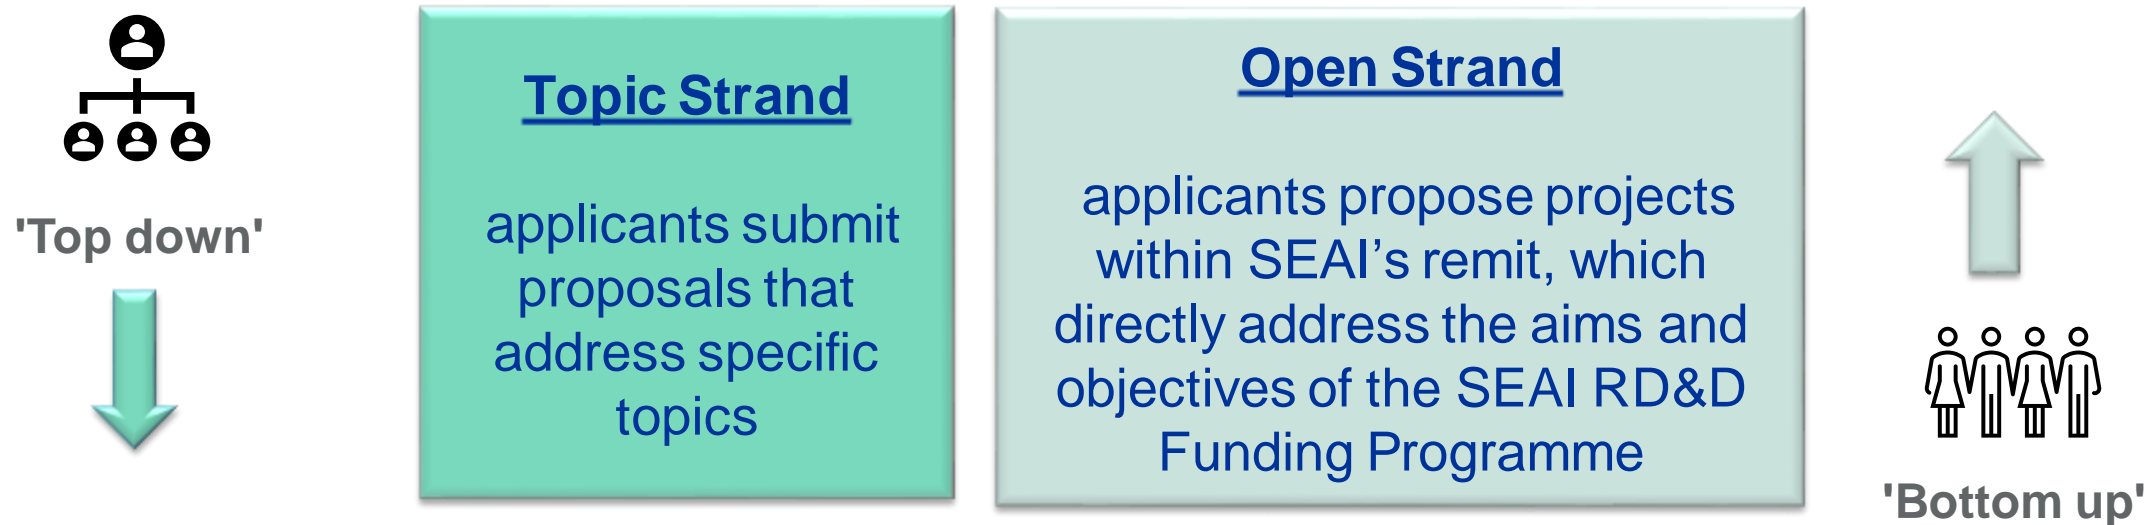 'Top down'
Topic Strand
applicants submit
proposals that
address specific
topics
Open Strand
applicants propose projects
within SEAI’s remit, which
directly address the aims and
objectives of the SEAI RD&D
Funding Programme
'Bottom up'